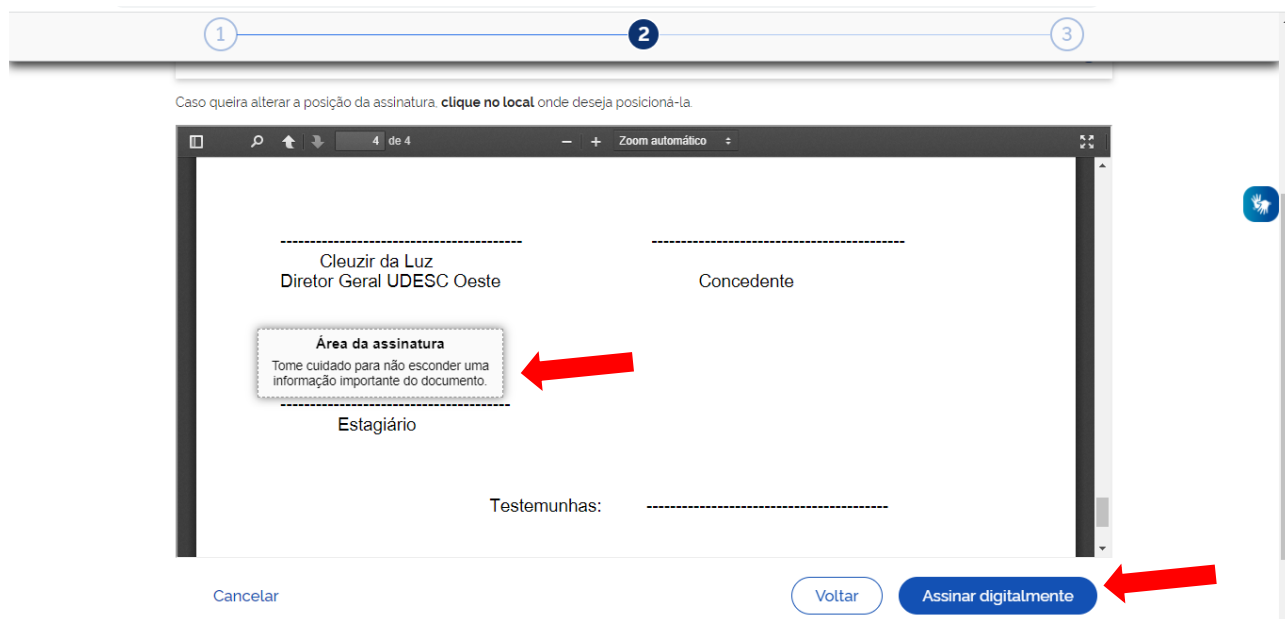 1 2 3
Caso queira alterar a posição da assinatura, clique no local onde deseja posicioná-la.
4 de 4 − + Zoom automático
----------------------------------------- -------------------------------------------
Cleuzir da Luz
Diretor Geral UDESC Oeste Concedente
Área da assinatura
Tome cuidado para não esconder uma
informação importante do documento.
---------------------------------------
Estagiário
Testemunhas: -----------------------------------------
Cancelar Voltar Assinar digitalmente